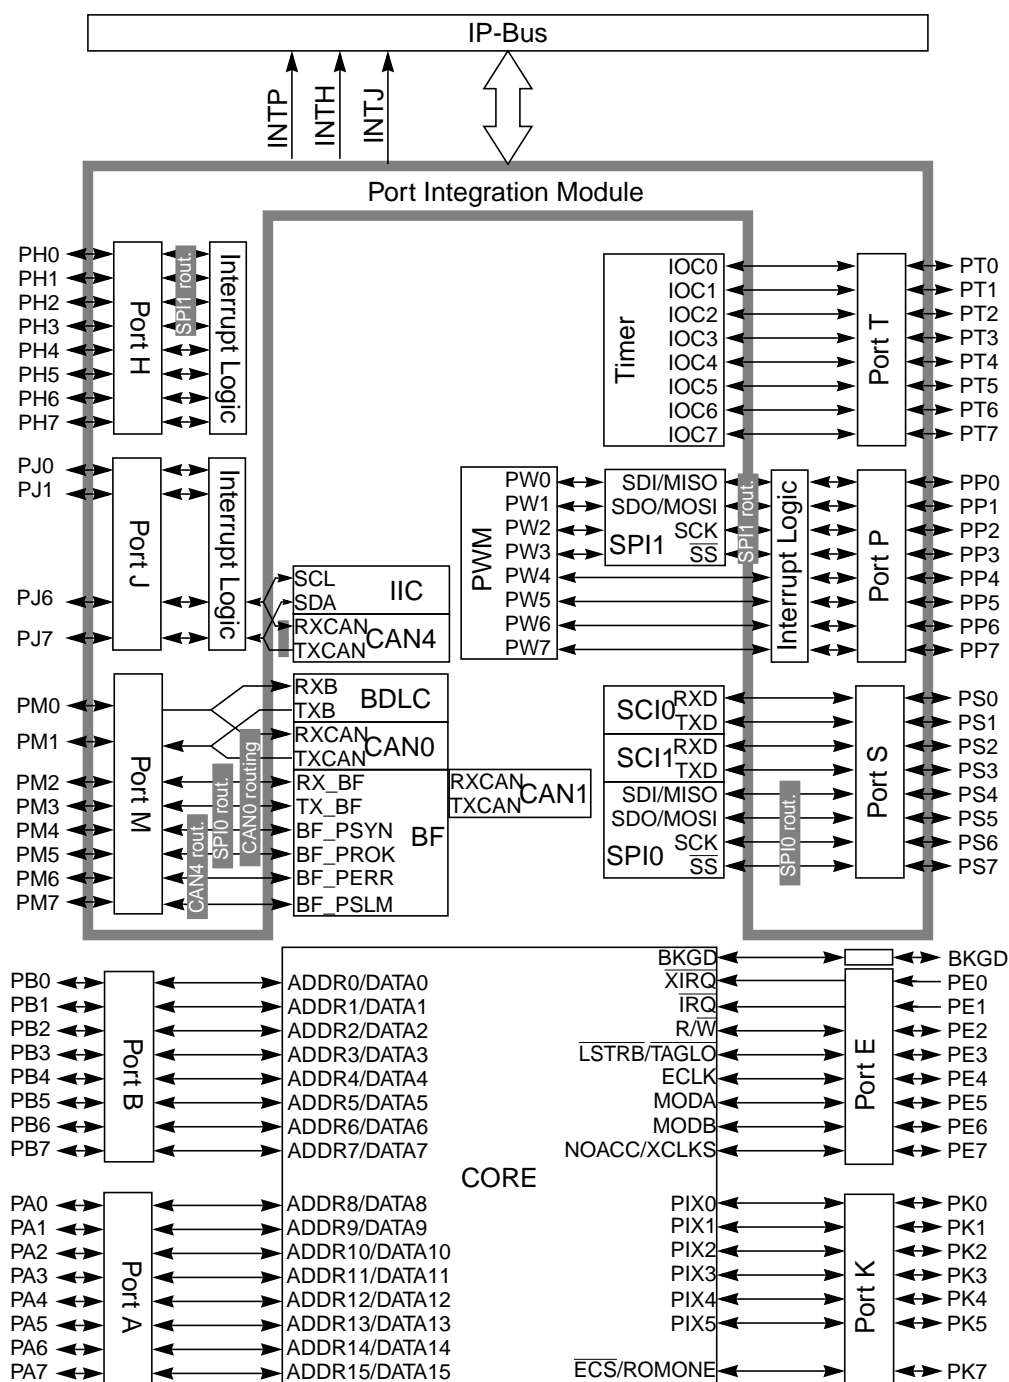 IP-Bus
INTP
INTH
INTJ
Port Integration Module
PH0
PH1
PH2
PH3
PH4
PH5
PH6
PH7
Port H
SPI1 rout.
Interrupt Logic
PJ0
PJ1
PJ6
PJ7
Port J
Interrupt Logic
SCL
SDA
IIC
RXCAN
TXCAN
CAN4
PM0
PM1
PM2
PM3
PM4
PM5
PM6
PM7
Port M
CAN4 rout.
SPI0 rout.
CAN0 routing
RXB
TXB
BDLC
RXCAN
TXCAN
CAN0
RX_BF
TX_BF
BF_PSYN
BF_PROK
BF_PERR
BF_PSLM
BF
RXCAN
TXCAN
CAN1
Timer
IOC0
IOC1
IOC2
IOC3
IOC4
IOC5
IOC6
IOC7
Port T
PT0
PT1
PT2
PT3
PT4
PT5
PT6
PT7
PWM
PW0
PW1
PW2
PW3
PW4
PW5
PW6
PW7
SDI/MISO
SDO/MOSI
SCK
SS
SPI1
SPI1 rout.
Interrupt Logic
Port P
PP0
PP1
PP2
PP3
PP4
PP5
PP6
PP7
SCI0
RXD
TXD
SCI1
RXD
TXD
SDI/MISO
SDO/MOSI
SCK
SS
SPI0
SPI0 rout.
Port S
PS0
PS1
PS2
PS3
PS4
PS5
PS6
PS7
PB0
PB1
PB2
PB3
PB4
PB5
PB6
PB7
Port B
ADDR0/DATA0
ADDR1/DATA1
ADDR2/DATA2
ADDR3/DATA3
ADDR4/DATA4
ADDR5/DATA5
ADDR6/DATA6
ADDR7/DATA7
PA0
PA1
PA2
PA3
PA4
PA5
PA6
PA7
Port A
ADDR8/DATA8
ADDR9/DATA9
ADDR10/DATA10
ADDR11/DATA11
ADDR12/DATA12
ADDR13/DATA13
ADDR14/DATA14
ADDR15/DATA15
CORE
BKGD
XIRQ
IRQ
R/W
LSTRB/TAGLO
ECLK
MODA
MODB
NOACC/XCLKS
Port E
BKGD
PE0
PE1
PE2
PE3
PE4
PE5
PE6
PE7
PIX0
PIX1
PIX2
PIX3
PIX4
PIX5
ECS/ROMONE
Port K
PK0
PK1
PK2
PK3
PK4
PK5
PK7